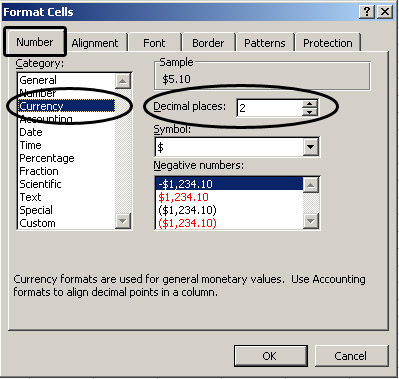 Format Cells
Number Alignment Font Border Patterns Protection
Category:
General
Number
Currency
Accounting
Date
Time
Percentage
Fraction
Scientific
Text
Special
Custom
Sample
$5.10
Decimal places: 2
Symbol:
$
Negative numbers:
-$1,234.10
$1,234.10
($1,234.10)
($1,234.10)
Currency formats are used for general monetary values. Use Accounting
formats to align decimal points in a column.
OK Cancel